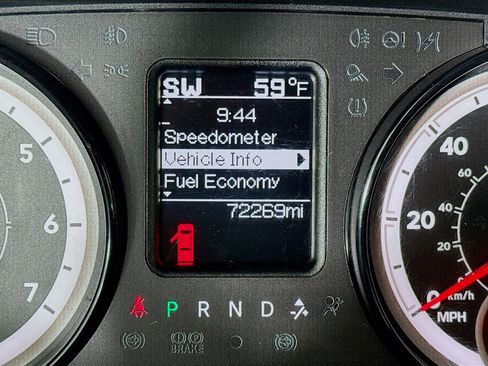 SW 59°F
9:44
Speedometer
Vehicle Info
Fuel Economy
72269mi
5
6
7
40
20
0
60
km/h
MPH
P R N D
BRAKE